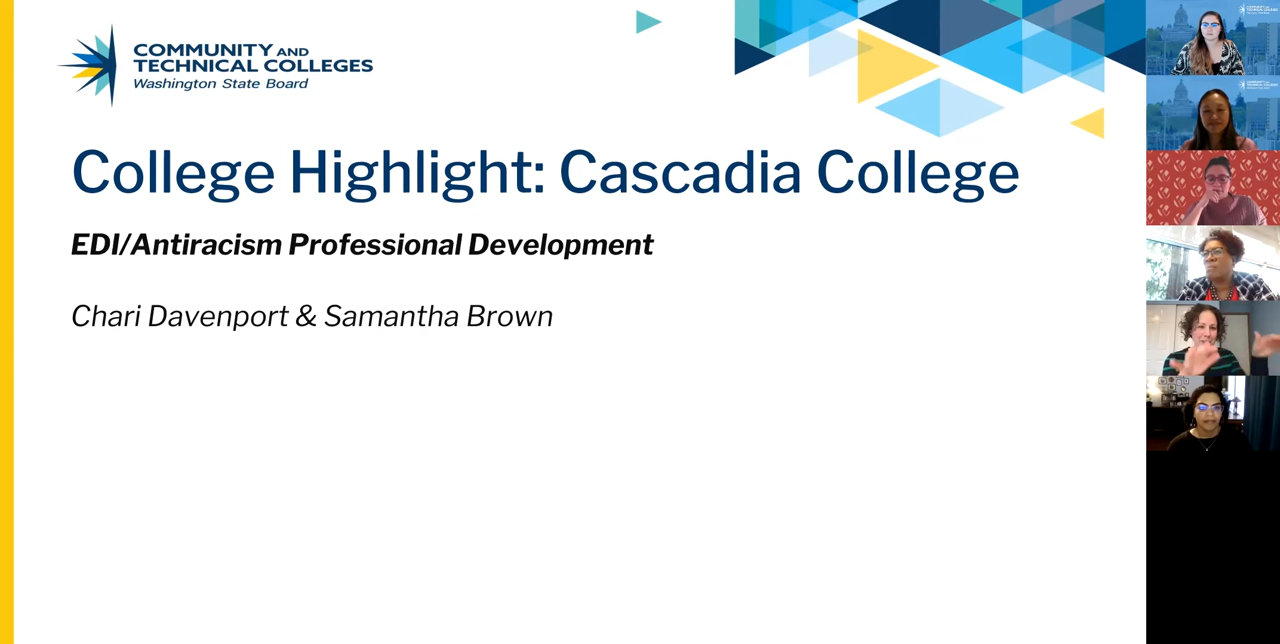 COMMUNITY AND
TECHNICAL COLLEGES
Washington State Board
College Highlight: Cascadia College
EDI/Antiracism Professional Development
Chari Davenport & Samantha Brown